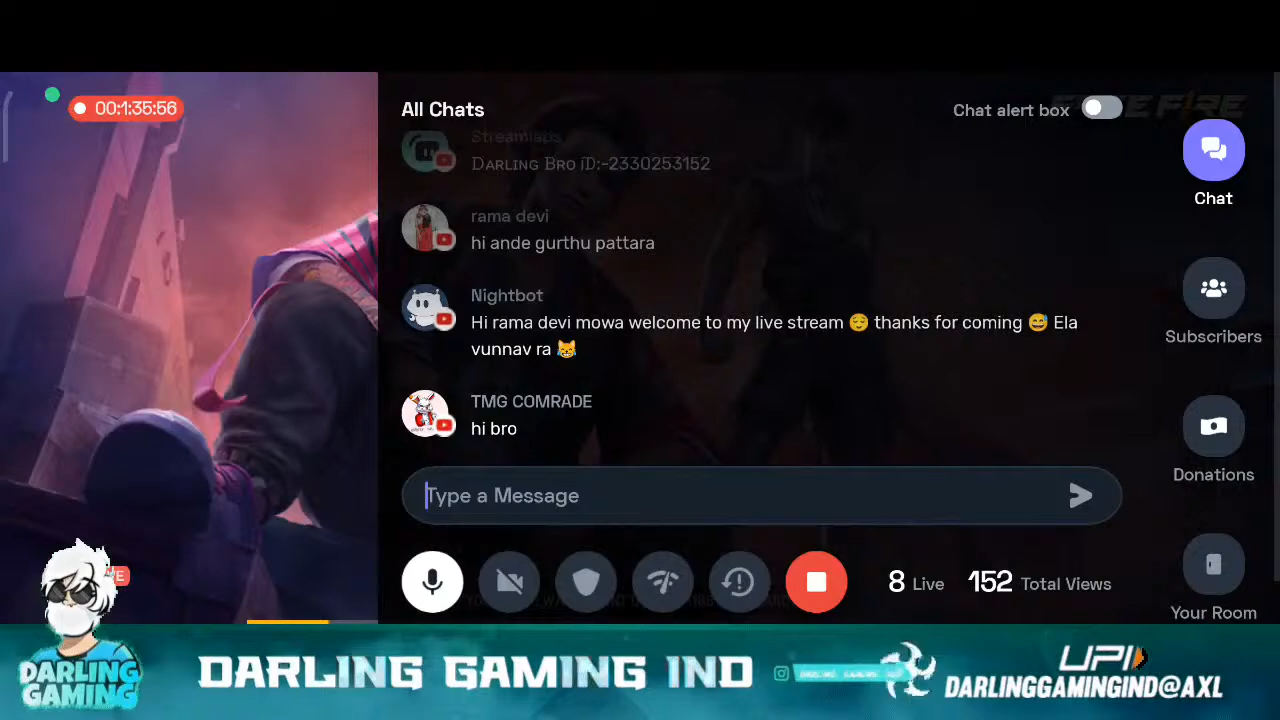 00:1:35:56
All Chats
Chat alert box
FREE FIRE
Streamlabs
Darling Bro iD:-2330253152
Chat
rama devi
hi ande gurthu pattara
Nightbot
Hi rama devi mowa welcome to my live stream 😌 thanks for coming 😅 Ela
vunnav ra 😹
Subscribers
TMG COMRADE
hi bro
Donations
Type a Message
8 Live 152 Total Views
Your Room
DARLING GAMING
DARLING GAMING IND
UPI
DARLINGGAMINGIND@AXL